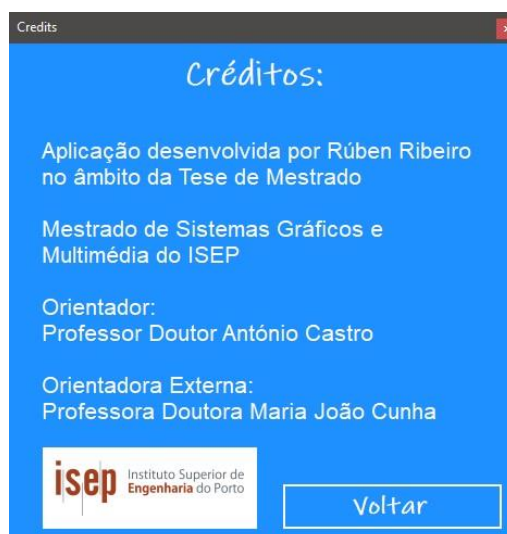 Credits
Créditos:
Aplicação desenvolvida por Rúben Ribeiro
no âmbito da Tese de Mestrado
Mestrado de Sistemas Gráficos e
Multimédia do ISEP
Orientador:
Professor Doutor António Castro
Orientadora Externa:
Professora Doutora Maria João Cunha
isep
Instituto Superior de
Engenharia do Porto
Voltar